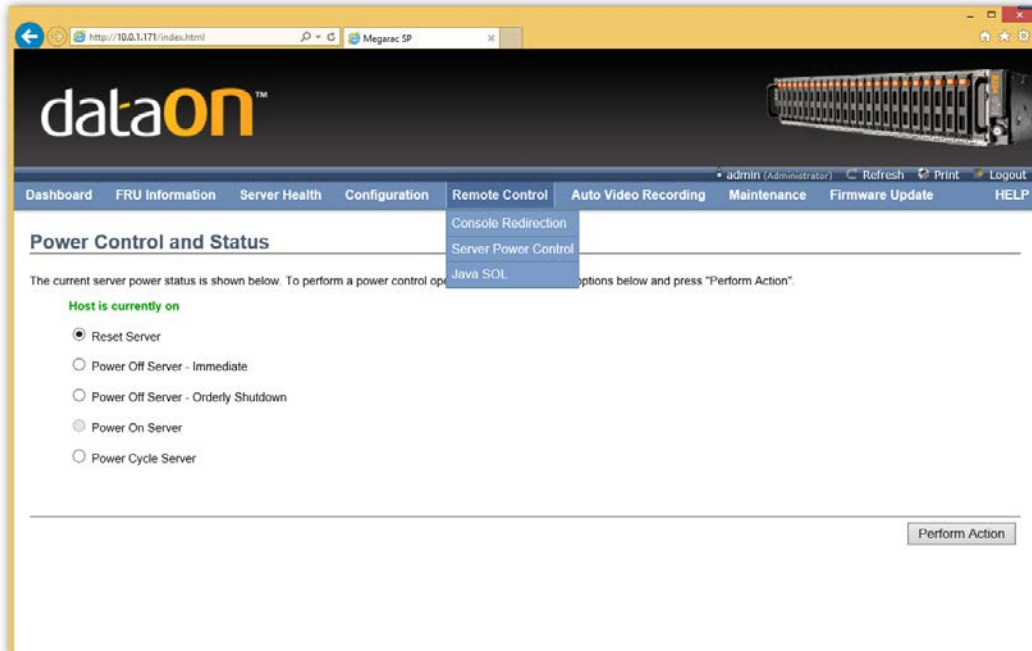 http://10.0.1.171/index.html
Megarac SP
dataON™
admin (Administrator) Refresh Print Logout
Dashboard FRU Information Server Health Configuration Remote Control Auto Video Recording Maintenance Firmware Update HELP
Console Redirection
Server Power Control
Java SOL
Power Control and Status
The current server power status is shown below. To perform a power control ope ptions below and press "Perform Action".
Host is currently on
Reset Server
Power Off Server - Immediate
Power Off Server - Orderly Shutdown
Power On Server
Power Cycle Server
Perform Action